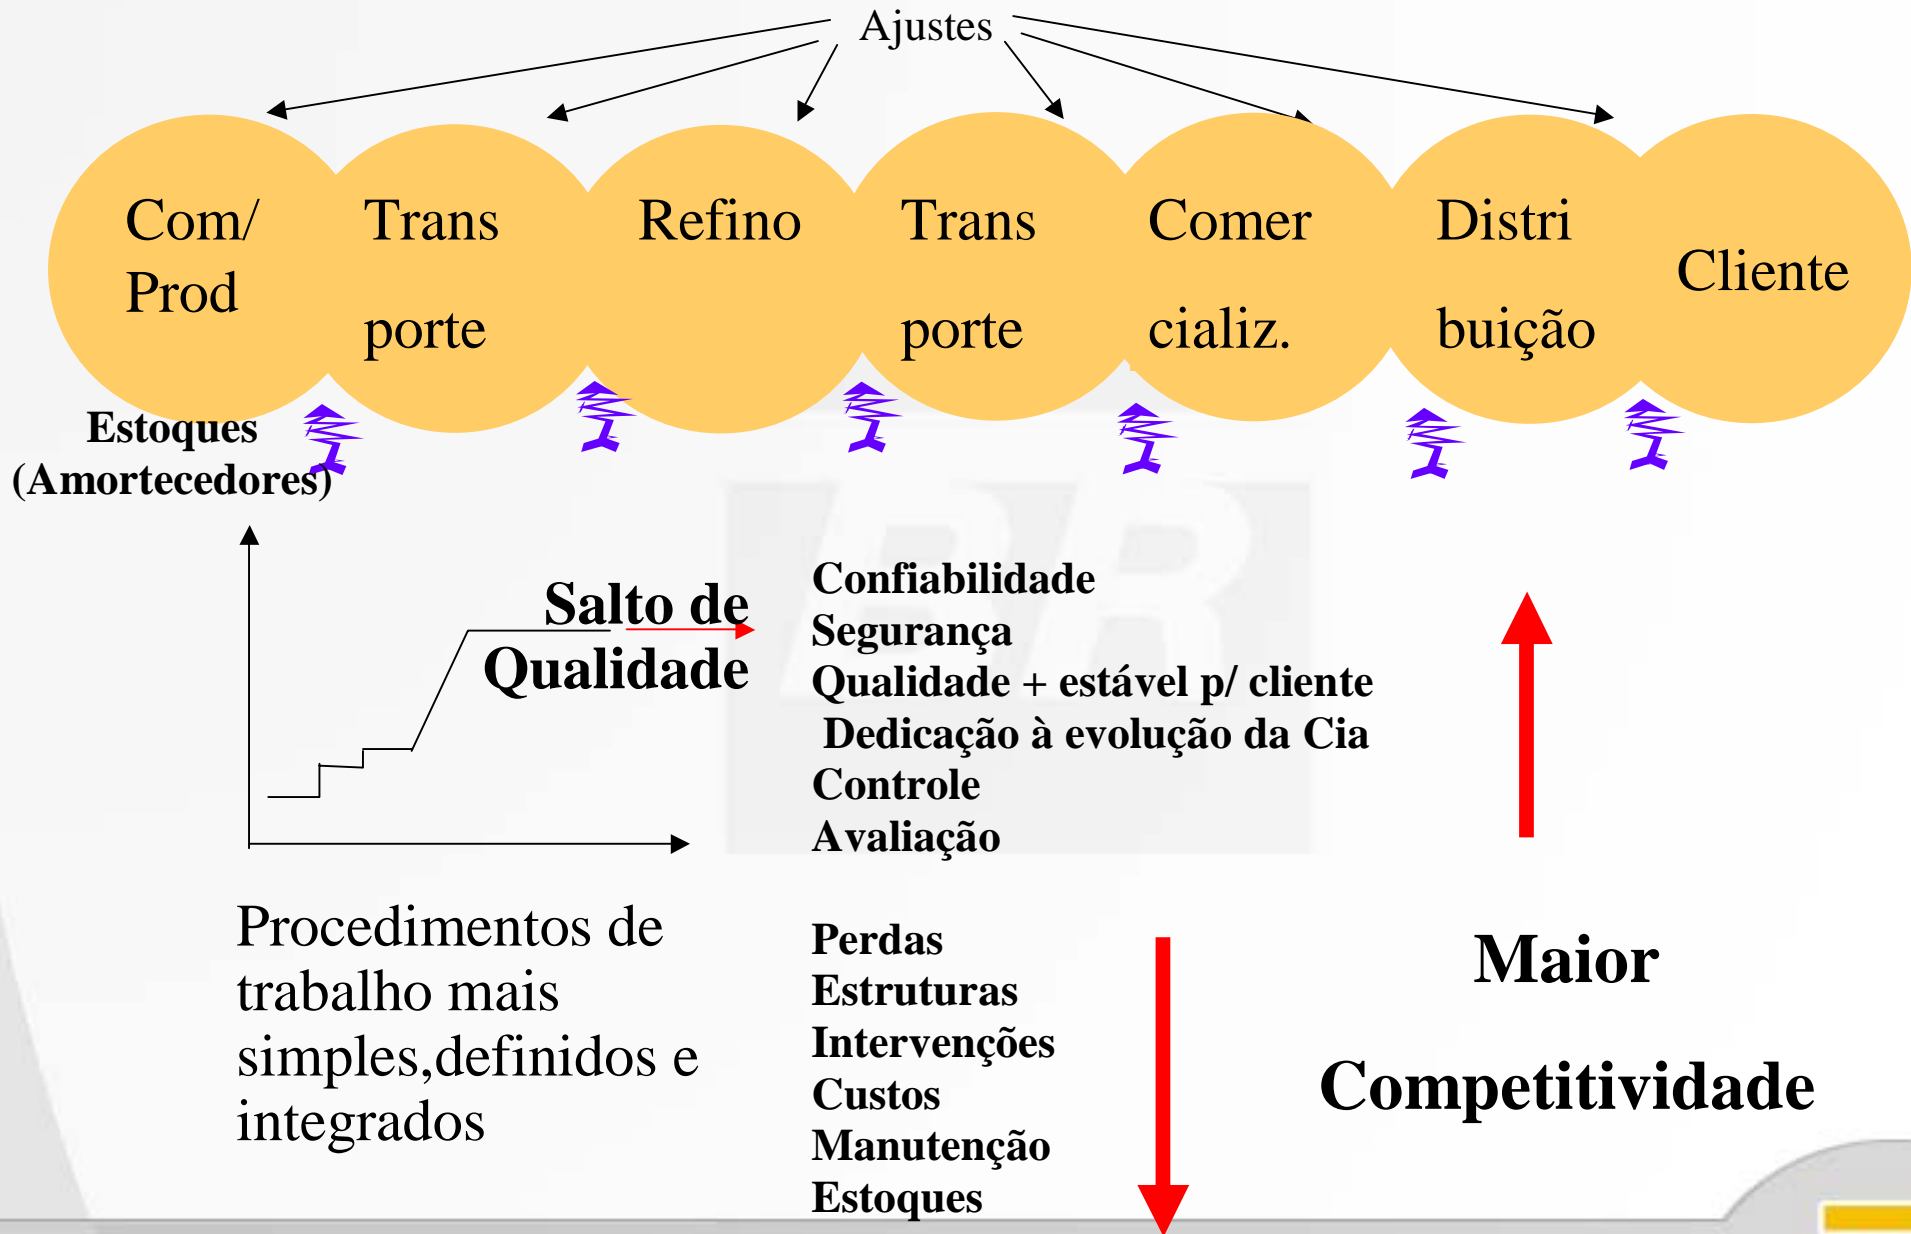 Ajustes
Com/
Prod
Trans
porte
Refino
Trans
porte
Comer
cializ.
Distri
buição
Cliente
Estoques
(Amortecedores)
Salto de
Qualidade
Confiabilidade
Segurança
Qualidade + estável p/ cliente
Dedicação à evolução da Cia
Controle
Avaliação
Procedimentos de
trabalho mais
simples,definidos e
integrados
Perdas
Estruturas
Intervenções
Custos
Manutenção
Estoques
Maior
Competitividade
BR